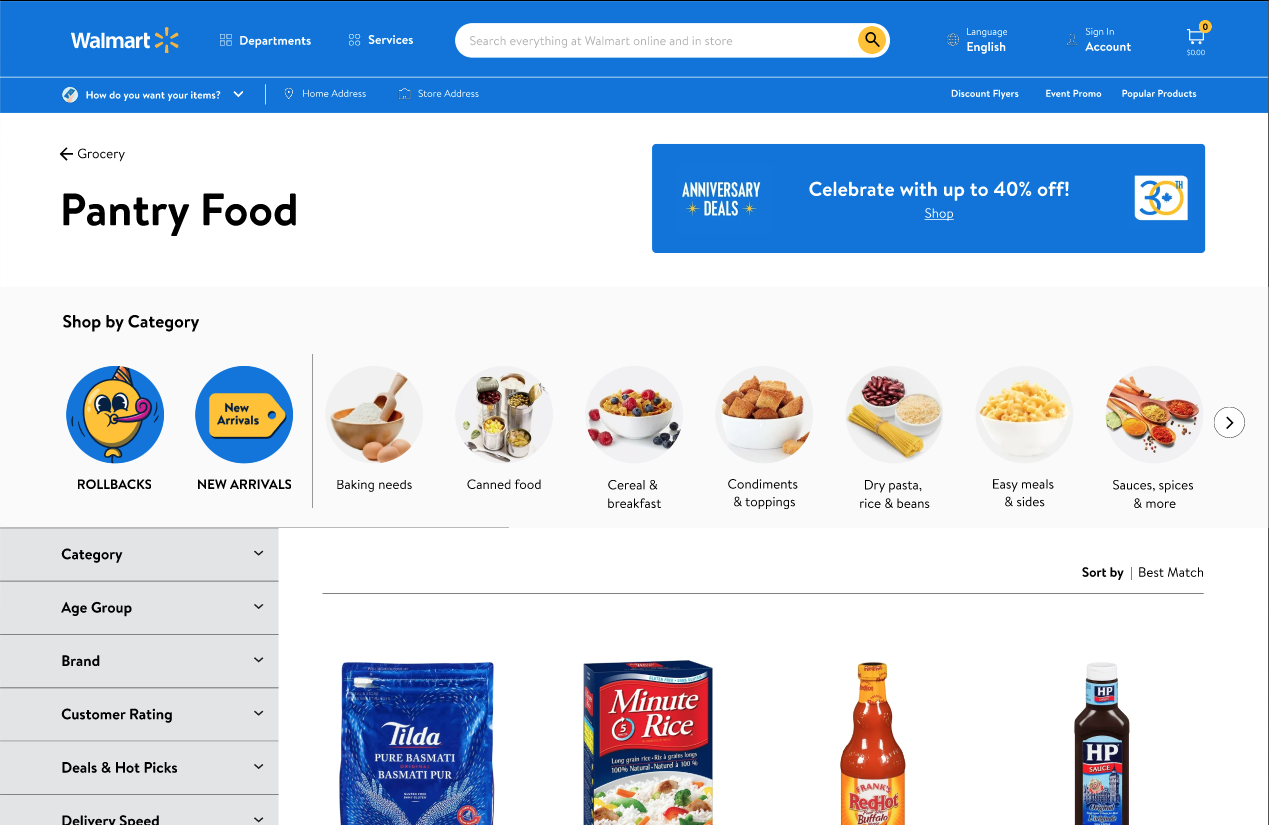 Walmart
Departments
Services
Search everything at Walmart online and in store
Language
English
Sign In
Account
0
$0.00
How do you want your items?
Home Address
Store Address
Discount Flyers
Event Promo
Popular Products
Grocery
Pantry Food
ANNIVERSARY
DEALS
Celebrate with up to 40% off!
Shop
30TH
Shop by Category
New
Arrivals
ROLLBACKS
NEW ARRIVALS
Baking needs
Canned food
Cereal &
breakfast
Condiments
& toppings
Dry pasta,
rice & beans
Easy meals
& sides
Sauces, spices
& more
Category
Age Group
Brand
Customer Rating
Deals & Hot Picks
Delivery Speed
Sort by | Best Match
Tilda
PURE BASMATI
ORIGINAL
BASMATI PUR
Minute
Rice
5
Long grain rice • Riz à grains longs
100% Natural • Naturel à 100 %
RedHot
FRANK'S
RedHot
Buffalo
HP
HP
SAUCE
Original